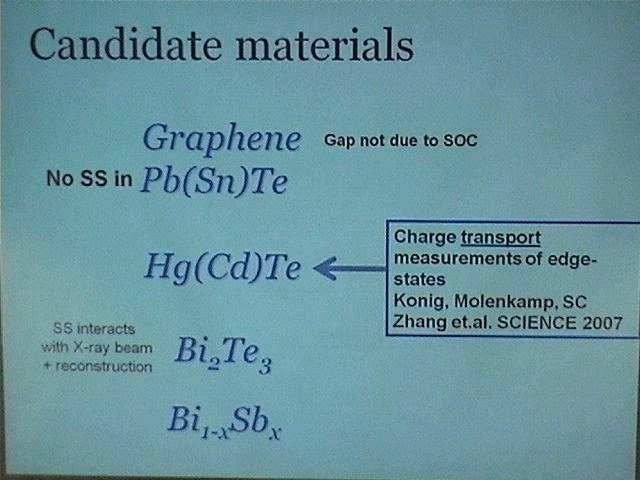 Candidate materials
Graphene Gap not due to SOC
No SS in Pb(Sn)Te
Hg(Cd)Te
Charge transport
measurements of edge-
states
Konig, Molenkamp, SC
Zhang et.al. SCIENCE 2007
SS interacts
with X-ray beam
+ reconstruction
Bi₂Te₃
Bi₁₋ₓSbₓ